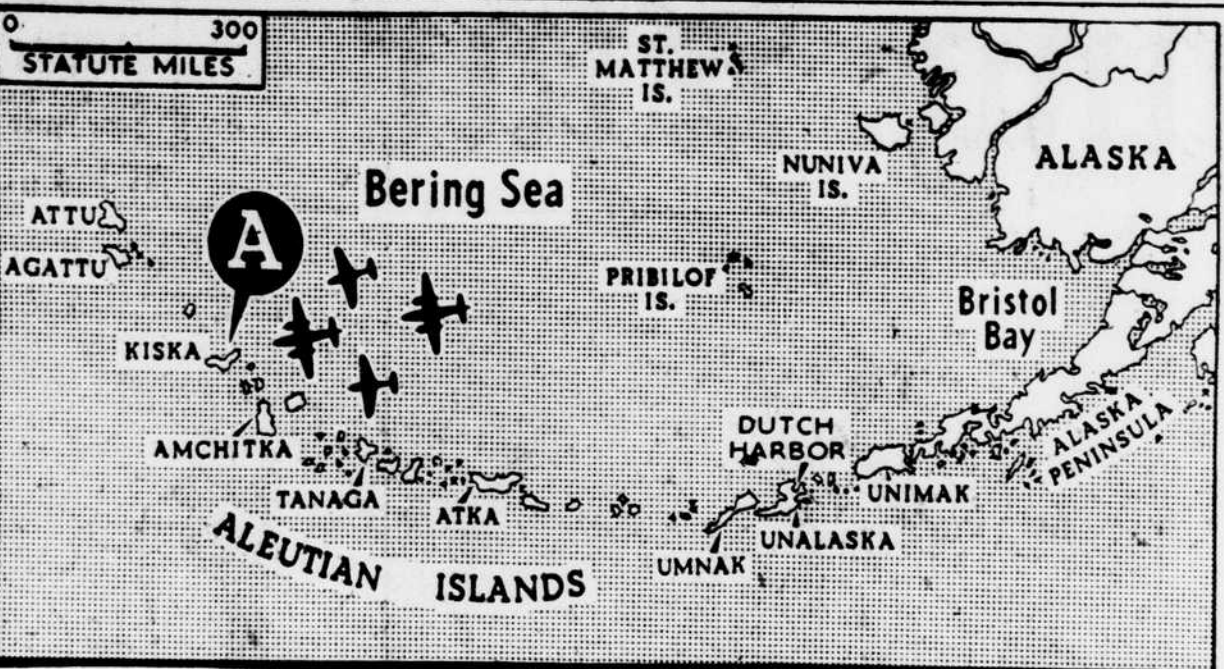 0 300
STATUTE MILES
ST.
MATTHEW
IS.
NUNIVA
IS.
ALASKA
Bering Sea
ATTU
AGATTU
A
PRIBILOF
IS.
Bristol
Bay
KISKA
AMCHITKA
TANAGA
ATKA
DUTCH
HARBOR
UNIMAK
UNALASKA
UMNAK
ALASKA
PENINSULA
ALEUTIAN ISLANDS